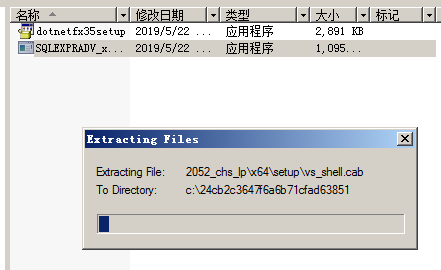 名称 修改日期 类型 大小 标记
dotnetfx35setup 2019/5/22 ... 应用程序 2,891 KB
SQLEXPRADV_x... 2019/5/22 ... 应用程序 1,095...
Extracting Files
Extracting File: 2052_chs_lp\x64\setup\vs_shell.cab
To Directory: c:\24cb2c3647f6a6b71cfad63851